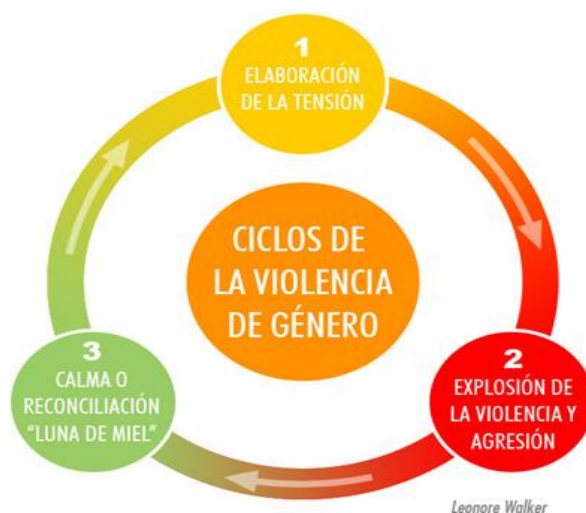 1
ELABORACIÓN
DE LA TENSIÓN
CICLOS DE
LA VIOLENCIA
DE GÉNERO
2
EXPLOSIÓN DE
LA VIOLENCIA Y
AGRESIÓN
3
CALMA O
RECONCILIACIÓN
"LUNA DE MIEL"
Leonore Walker